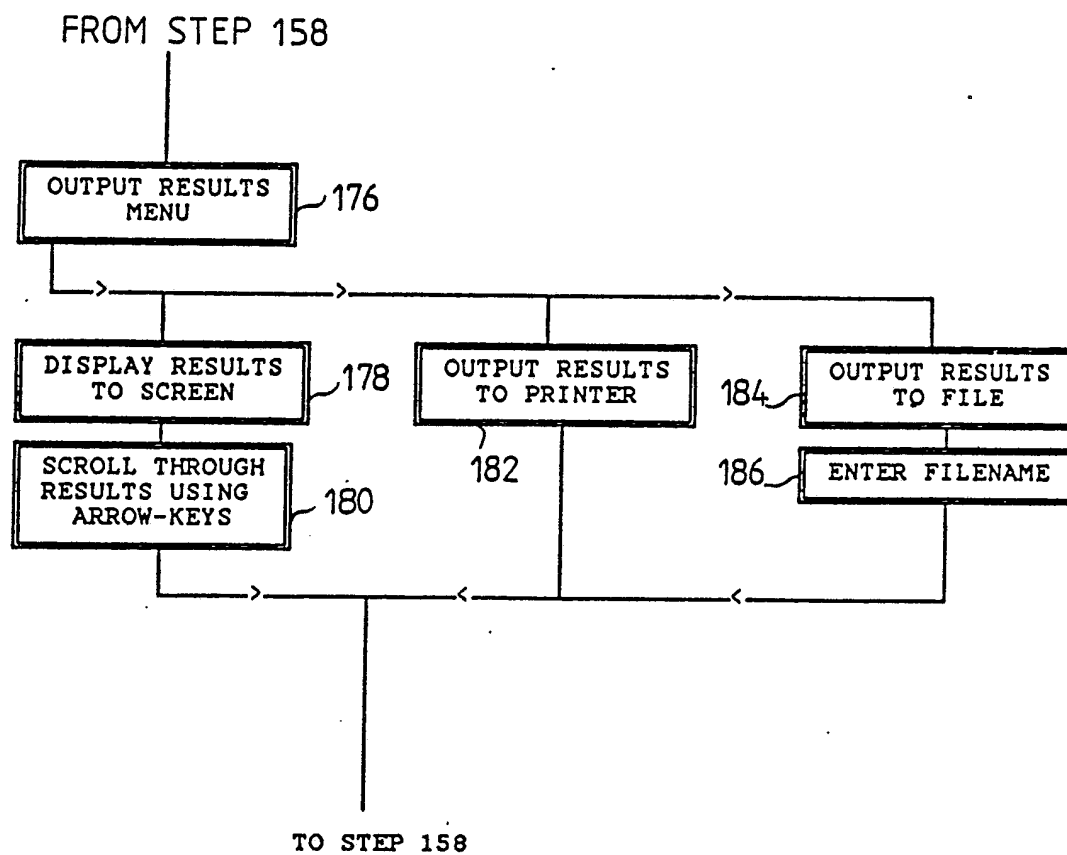 FROM STEP 158
OUTPUT RESULTS
MENU
176
DISPLAY RESULTS
TO SCREEN
178
OUTPUT RESULTS
TO PRINTER
182
184
OUTPUT RESULTS
TO FILE
SCROLL THROUGH
RESULTS USING
ARROW-KEYS
180
186
ENTER FILENAME
TO STEP 158